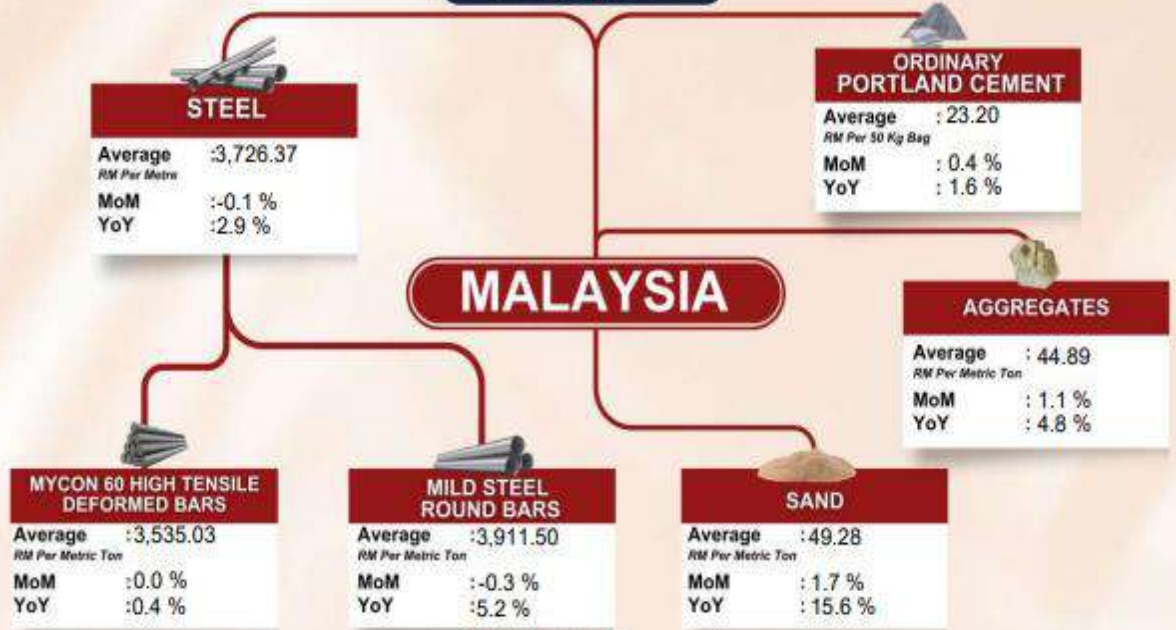 STEEL
Average :3,726.37
RM Per Metre
MoM :-0.1 %
YoY :2.9 %
ORDINARY
PORTLAND CEMENT
Average : 23.20
RM Per 50 Kg Bag
MoM : 0.4 %
YoY : 1.6 %
MALAYSIA
AGGREGATES
Average : 44.89
RM Per Metric Ton
MoM : 1.1 %
YoY : 4.8 %
MYCON 60 HIGH TENSILE
DEFORMED BARS
Average :3,535.03
RM Per Metric Ton
MoM :0.0 %
YoY :0.4 %
MILD STEEL
ROUND BARS
Average :3,911.50
RM Per Metric Ton
MoM :-0.3 %
YoY :5.2 %
SAND
Average :49.28
RM Per Metric Ton
MoM : 1.7 %
YoY : 15.6 %